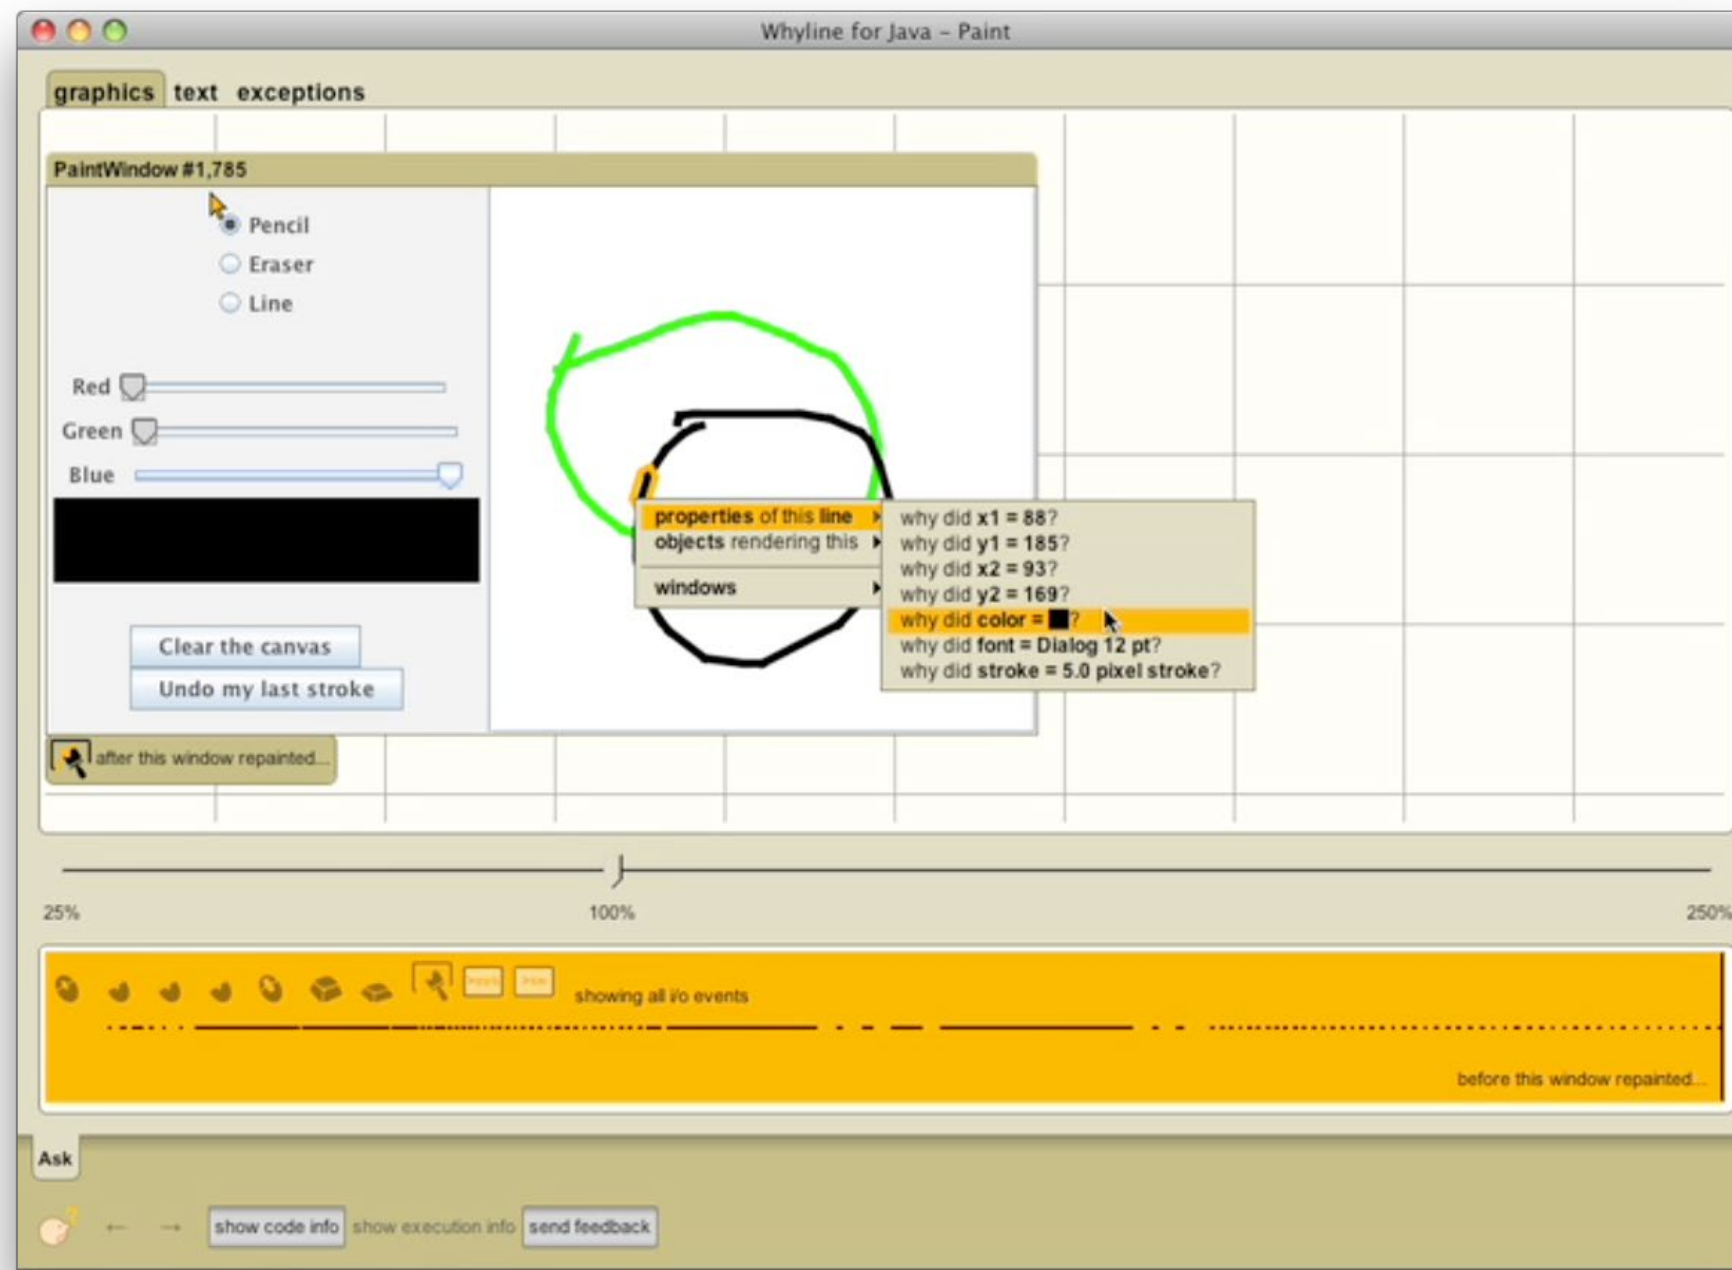 Whyline for Java – Paint
graphics text exceptions
PaintWindow #1,785
Pencil
Eraser
Line
Red
Green
Blue
properties of this line
objects rendering this
windows
why did x1 = 88?
why did y1 = 185?
why did x2 = 93?
why did y2 = 169?
why did color = ?
why did font = Dialog 12 pt?
why did stroke = 5.0 pixel stroke?
Clear the canvas
Undo my last stroke
after this window repainted...
25% 100% 250%
showing all i/o events
before this window repainted...
Ask
show code info show execution info send feedback